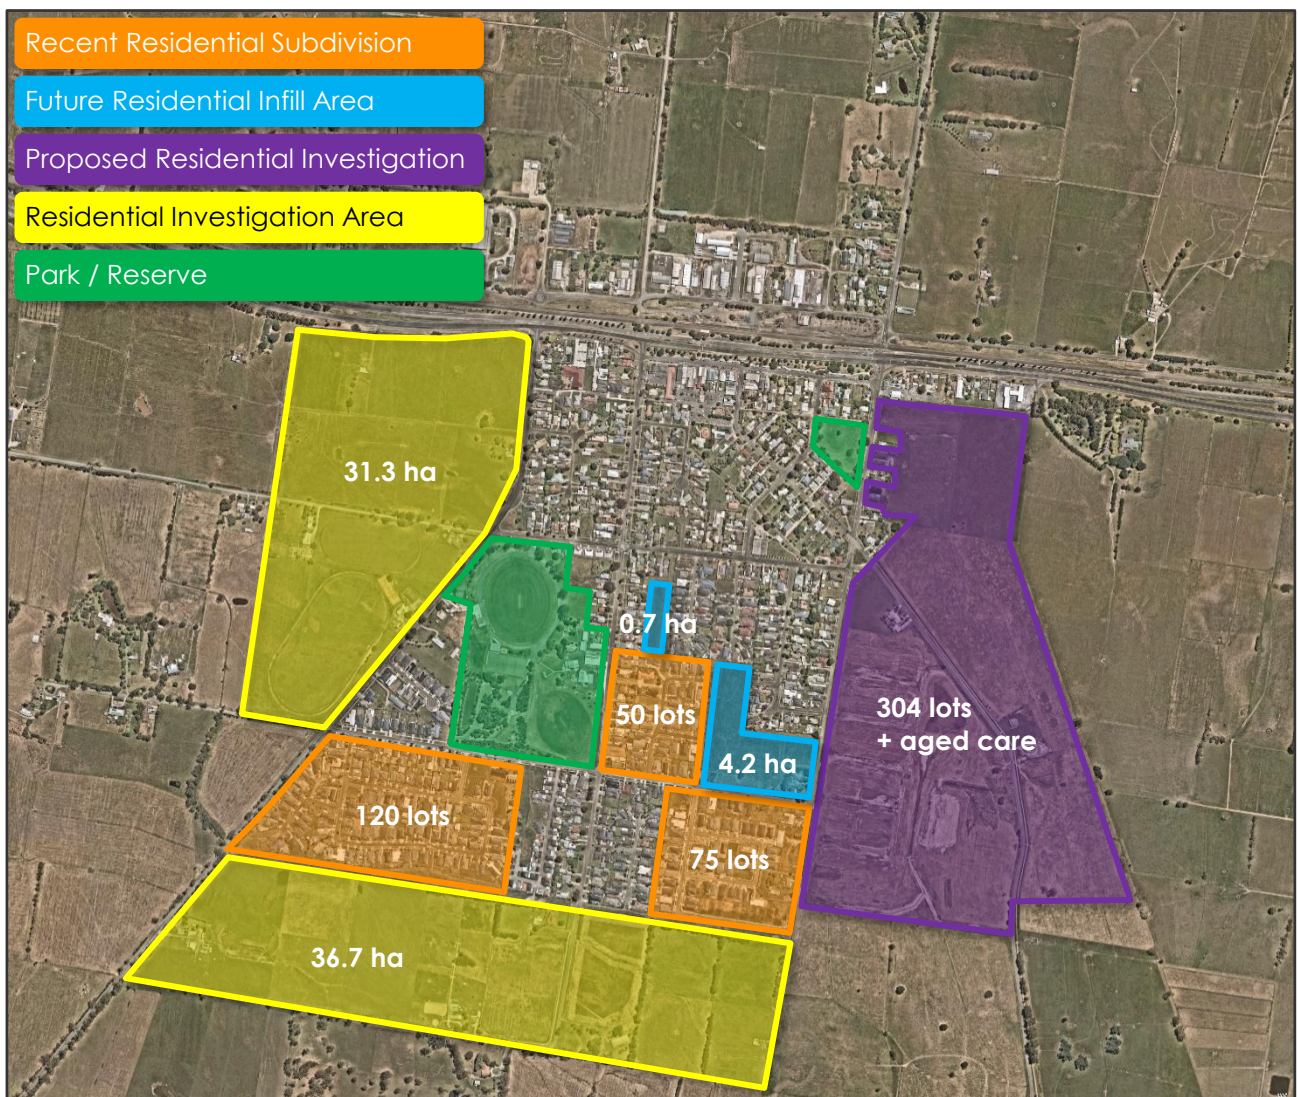 Recent Residential Subdivision
Future Residential Infill Area
Proposed Residential Investigation
Residential Investigation Area
Park / Reserve
31.3 ha
0.7 ha
50 lots
304 lots
+ aged care
4.2 ha
120 lots
75 lots
36.7 ha